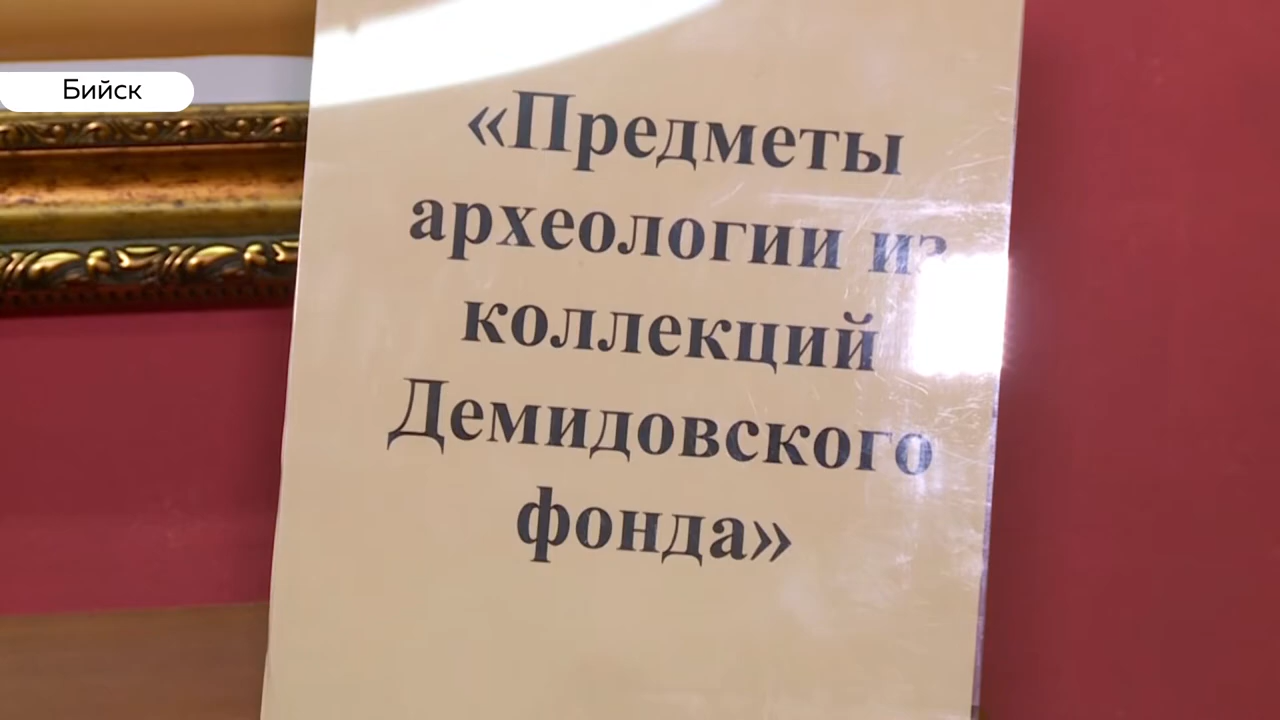 Бийск
«Предметы
археологии из
коллекций
Демидовского
фонда»